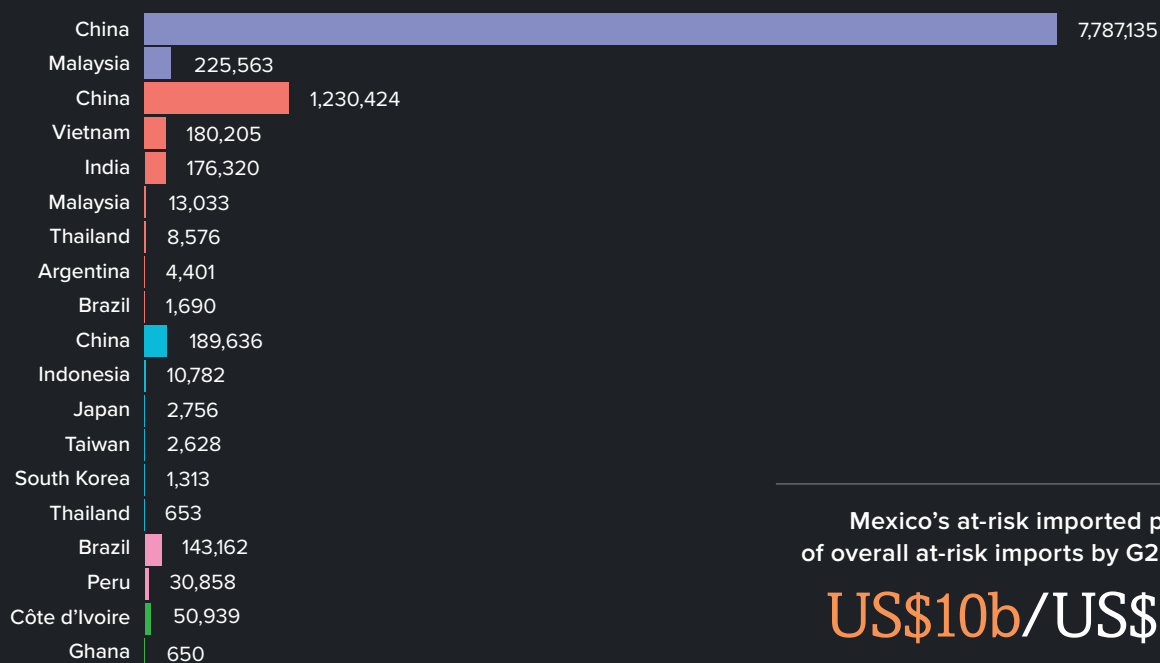 China 7,787,135
Malaysia 225,563
China 1,230,424
Vietnam 180,205
India 176,320
Malaysia 13,033
Thailand 8,576
Argentina 4,401
Brazil 1,690
China 189,636
Indonesia 10,782
Japan 2,756
Taiwan 2,628
South Korea 1,313
Thailand 653
Brazil 143,162
Peru 30,858
Côte d’Ivoire 50,939
Ghana 650
Mexico’s at-risk imported p
of overall at-risk imports by G2
US$10b/US$